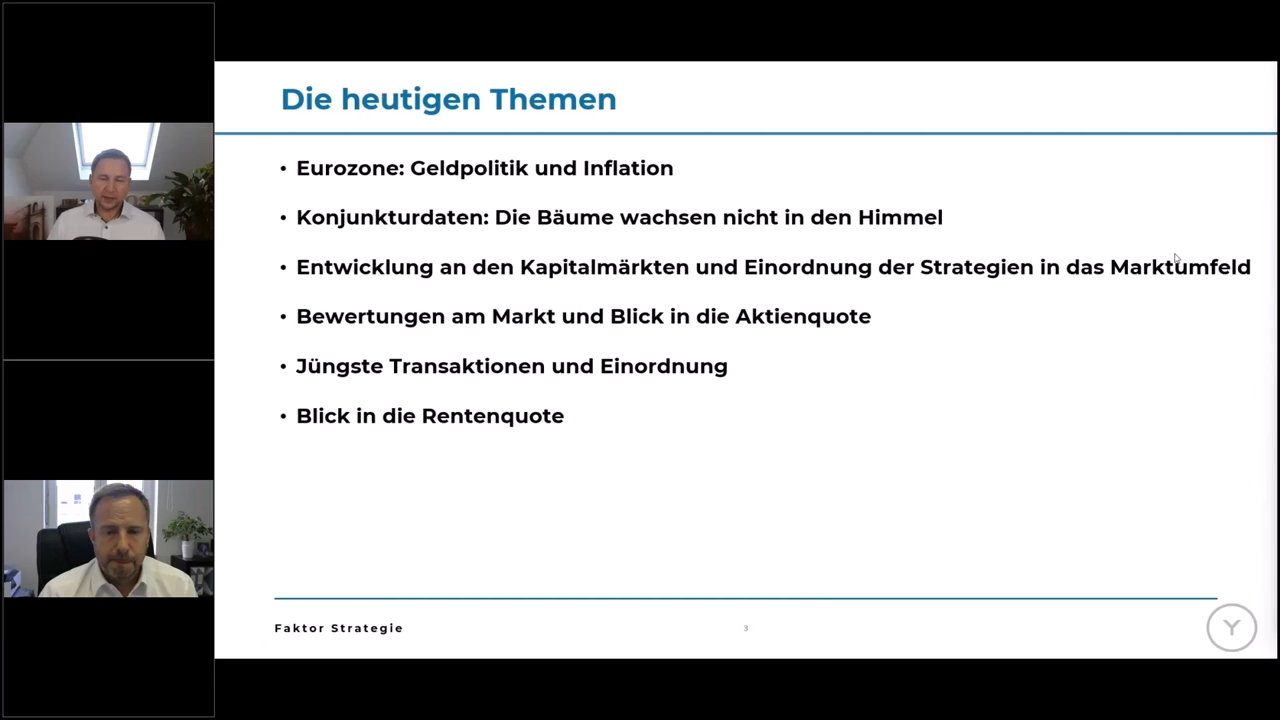 Die heutigen Themen
• Eurozone: Geldpolitik und Inflation
• Konjunkturdaten: Die Bäume wachsen nicht in den Himmel
• Entwicklung an den Kapitalmärkten und Einordnung der Strategien in das Marktumfeld
• Bewertungen am Markt und Blick in die Aktienquote
• Jüngste Transaktionen und Einordnung
• Blick in die Rentenquote
Faktor Strategie
3
Y